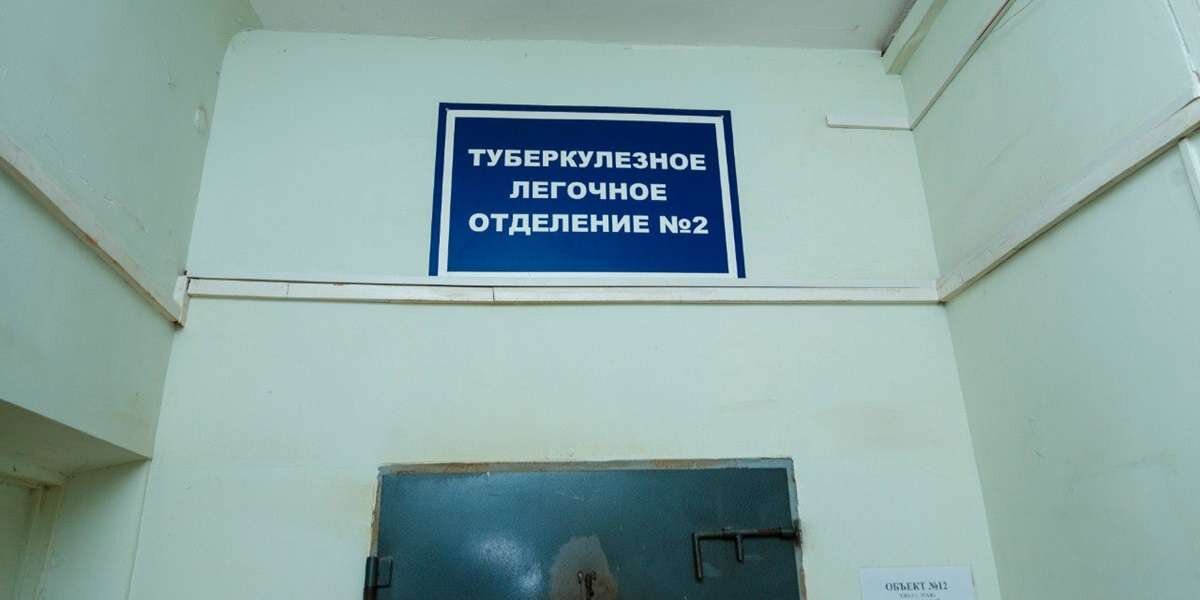 ТУБЕРКУЛЕЗНОЕ
ЛЕГОЧНОЕ
ОТДЕЛЕНИЕ №2
ОБЪЕКТ №12